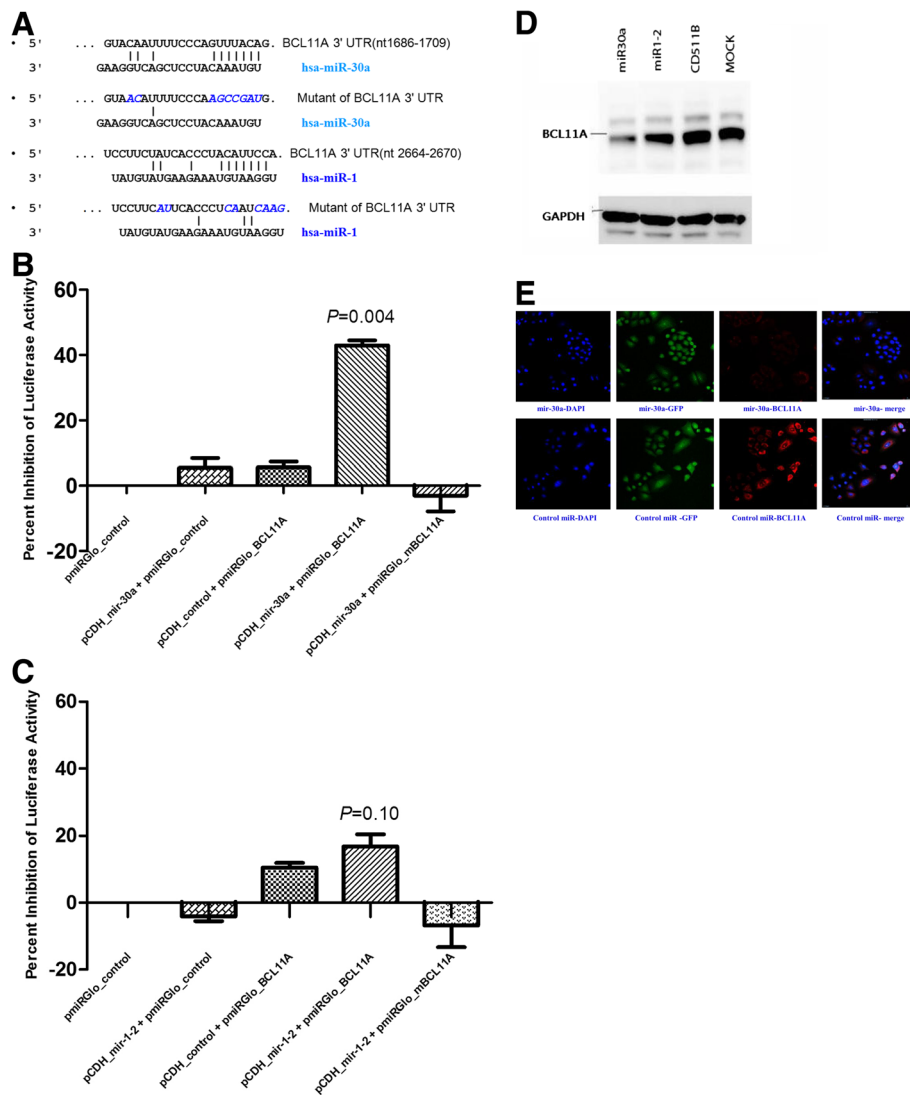 A
• 5' ... GUACAAUUUUCCCAGUUUACAG. BCL11A 3' UTR(nt1686-1709)
3' GAAGGUCAGCUCCUACAAAUGU hsa-miR-30a
• 5' ... GUAACAUUUUCCCAAGCCGAUG. Mutant of BCL11A 3' UTR
3' GAAGGUCAGCUCCUACAAAUGU hsa-miR-30a
• 5' ... UCCUUCUAUCACCCUACAUUCCA. BCL11A 3' UTR(nt 2664-2670)
3' UAUGUAUGAAGAAAUGUAAGGU hsa-miR-1
• 5' ... UCCUUCAUUCACCCUCAAUCAAG. Mutant of BCL11A 3' UTR
3' UAUGUAUGAAGAAAUGUAAGGU hsa-miR-1
B
Percent Inhibition of Luciferase Activity
60
40
20
0
-20
P=0.004
pmiRGlo_control
pCDH_mir-30a + pmiRGlo_control
pCDH_control + pmiRGlo_BCL11A
pCDH_mir-30a + pmiRGlo_BCL11A
pCDH_mir-30a + pmiRGlo_mBCL11A
C
Percent Inhibition of Luciferase Activity
60
40
20
0
-20
P=0.10
pmiRGlo_control
pCDH_mir-1-2 + pmiRGlo_control
pCDH_control + pmiRGlo_BCL11A
pCDH_mir-1-2 + pmiRGlo_BCL11A
pCDH_mir-1-2 + pmiRGlo_mBCL11A
D
miR30a miR1-2 CD511B MOCK
BCL11A
GAPDH
E
mir-30a-DAPI mir-30a-GFP mir-30a-BCL11A mir-30a- merge
Control miR-DAPI Control miR -GFP Control miR-BCL11A Control miR- merge